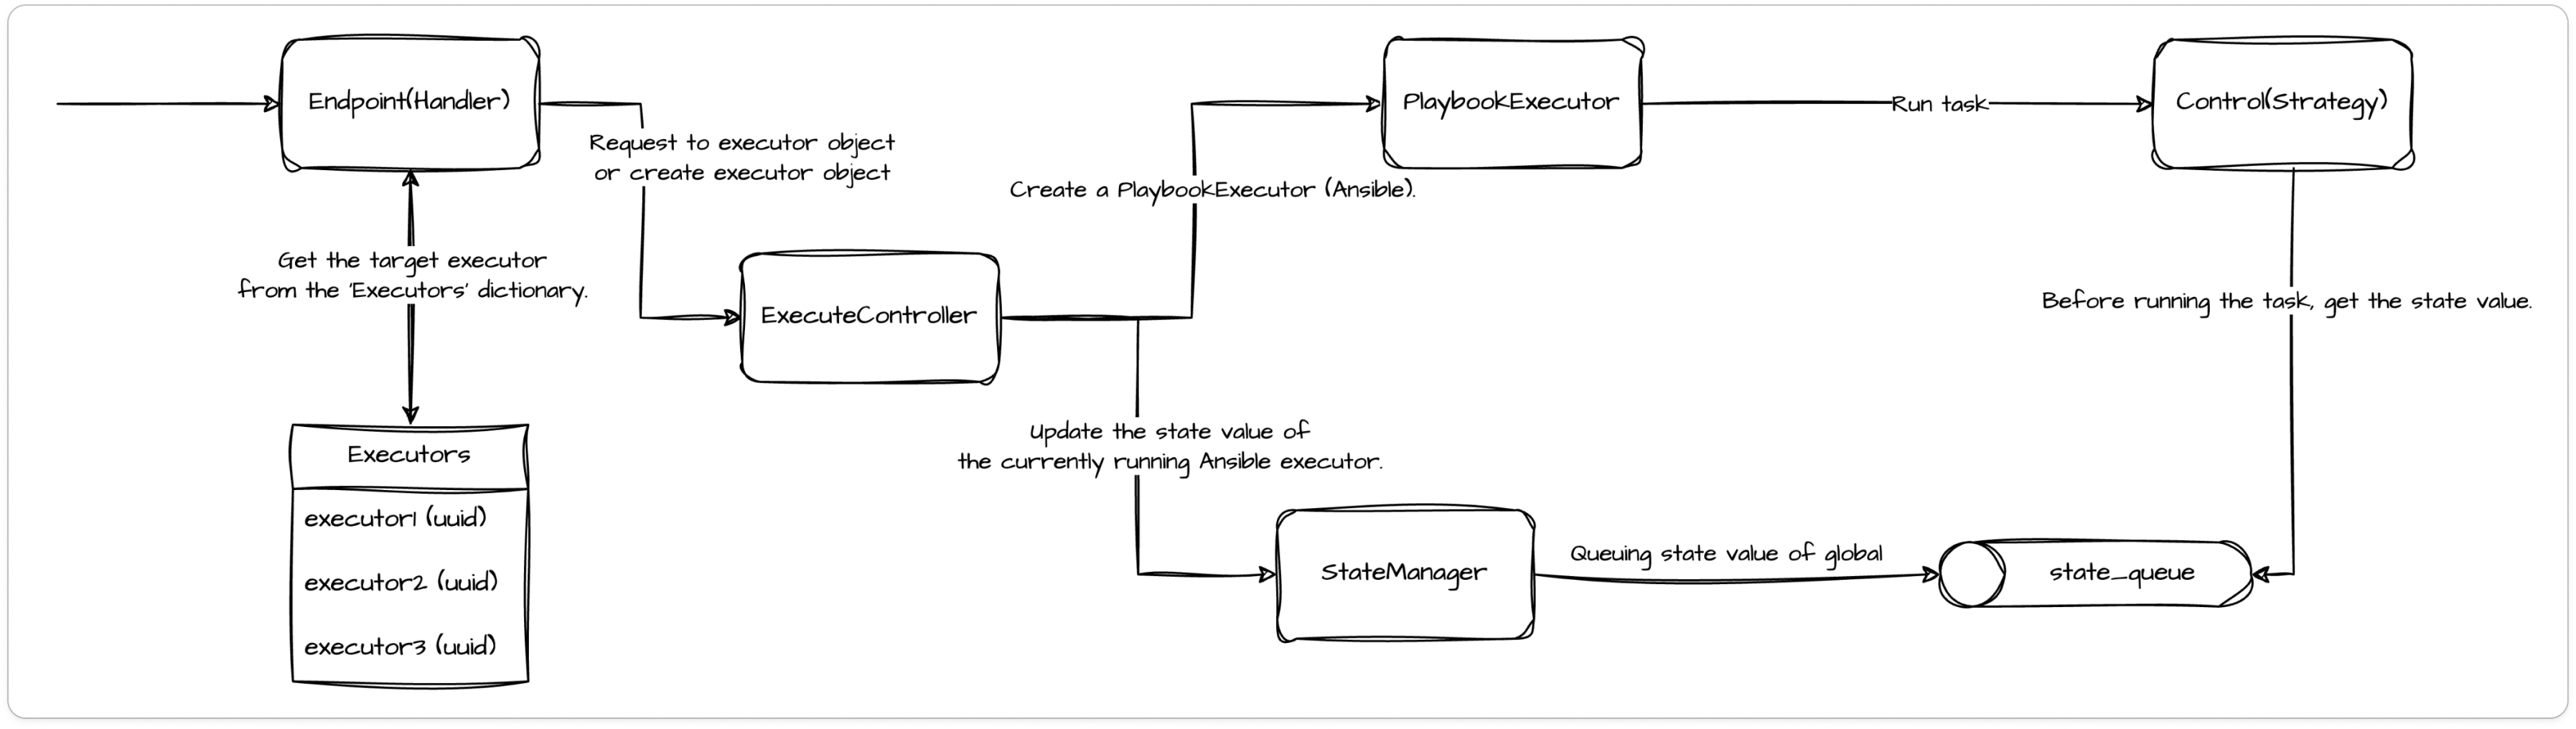 Endpoint(Handler)
Request to executor object
or create executor object
Get the target executor
from the 'Executors' dictionary.
Executors
executor1 (uuid)
executor2 (uuid)
executor3 (uuid)
ExecuteController
Create a PlaybookExecutor (Ansible).
PlaybookExecutor
Run task
Control(Strategy)
Before running the task, get the state value.
Update the state value of
the currently running Ansible executor.
StateManager
Queuing state value of global
state_queue